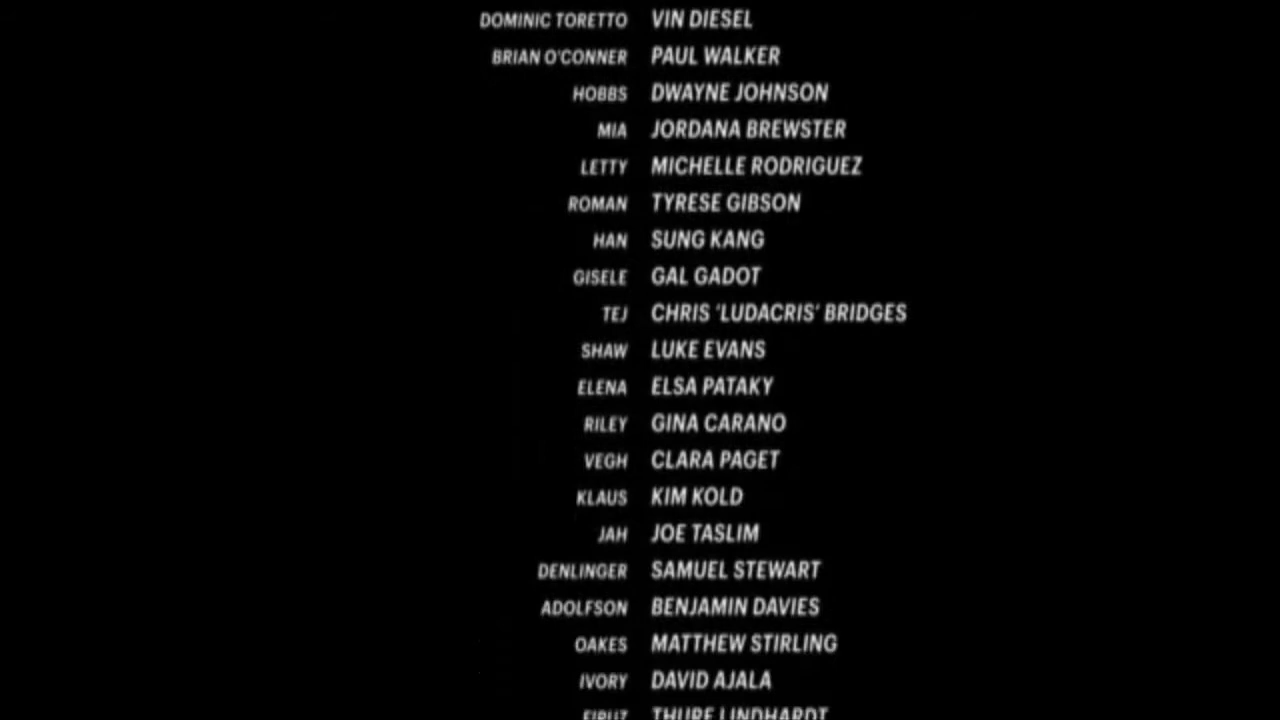 DOMINIC TORETTO VIN DIESEL
BRIAN O'CONNER PAUL WALKER
HOBBS DWAYNE JOHNSON
MIA JORDANA BREWSTER
LETTY MICHELLE RODRIGUEZ
ROMAN TYRESE GIBSON
HAN SUNG KANG
GISELE GAL GADOT
TEJ CHRIS ‘LUDACRIS’ BRIDGES
SHAW LUKE EVANS
ELENA ELSA PATAKY
RILEY GINA CARANO
VEGH CLARA PAGET
KLAUS KIM KOLD
JAH JOE TASLIM
DENLINGER SAMUEL STEWART
ADOLFSON BENJAMIN DAVIES
OAKES MATTHEW STIRLING
IVORY DAVID AJALA
FIRUZ THURE LINDHARDT